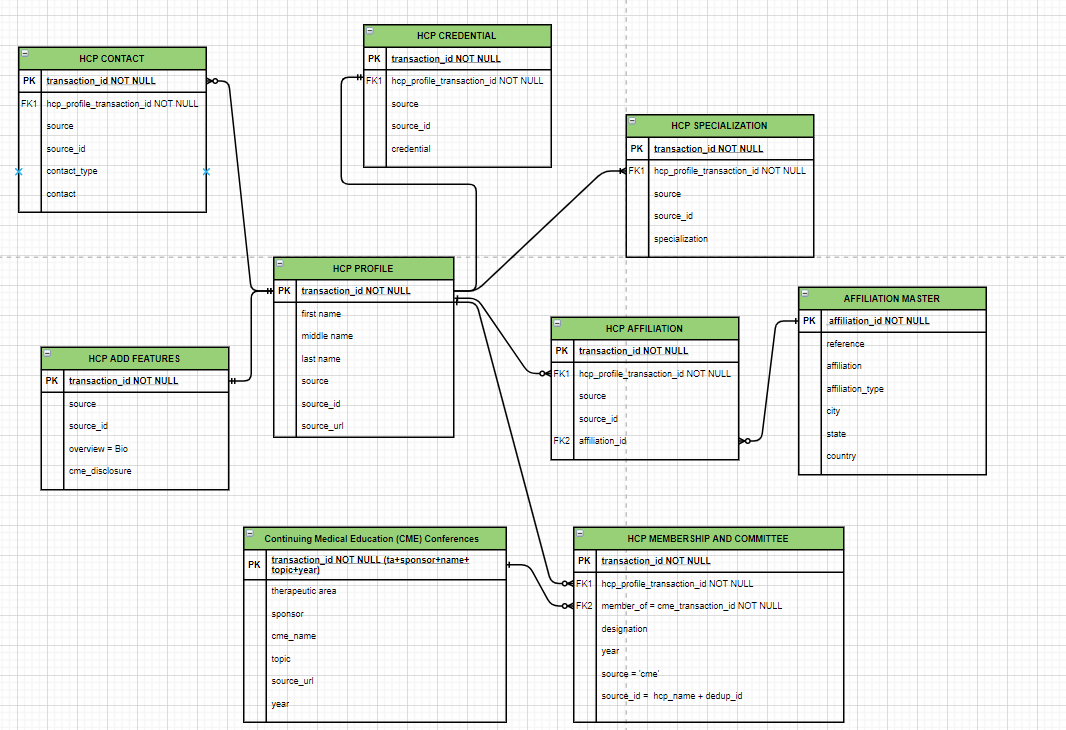 HCP CREDENTIAL
PK transaction_id NOT NULL
FK1 hcp_profile_transaction_id NOT NULL
source
source_id
credential
HCP CONTACT
PK transaction_id NOT NULL
FK1 hcp_profile_transaction_id NOT NULL
source
source_id
contact_type
contact
HCP SPECIALIZATION
PK transaction_id NOT NULL
FK1 hcp_profile_transaction_id NOT NULL
source
source_id
specialization
HCP PROFILE
PK transaction_id NOT NULL
first name
middle name
last name
source
source_id
source_url
AFFILIATION MASTER
PK affiliation_id NOT NULL
reference
affiliation
affiliation_type
city
state
country
HCP AFFILIATION
PK transaction_id NOT NULL
FK1 hcp_profile_transaction_id NOT NULL
source
source_id
FK2 affiliation_id
HCP ADD FEATURES
PK transaction_id NOT NULL
source
source_id
overview = Bio
cme_disclosure
Continuing Medical Education (CME) Conferences
PK transaction_id NOT NULL (ta+sponsor+name+
topic+year)
therapeutic area
sponsor
cme_name
topic
source_url
year
HCP MEMBERSHIP AND COMMITTEE
PK transaction_id NOT NULL
FK1 hcp_profile_transaction_id NOT NULL
FK2 member_of = cme_transaction_id NOT NULL
designation
year
source = 'cme'
source_id = hcp_name + dedup_id